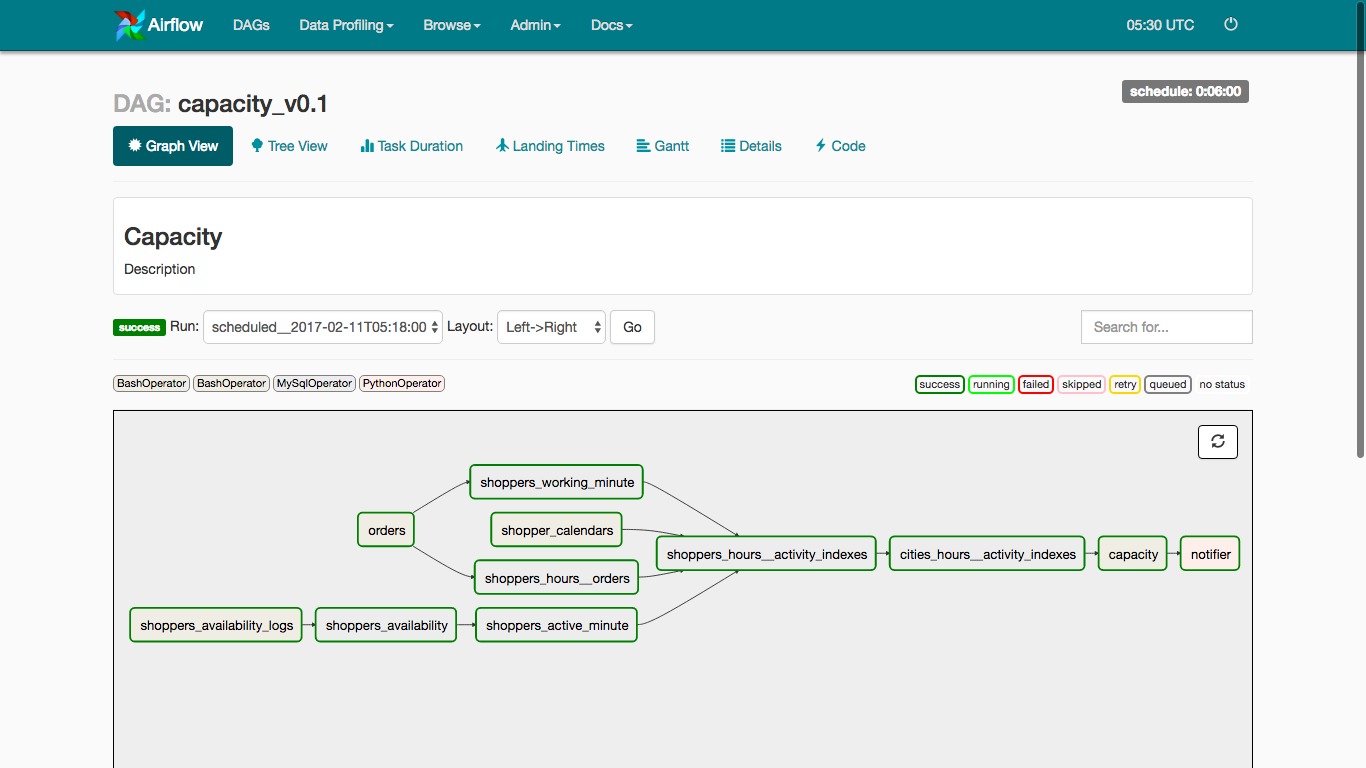 Airflow DAGs Data Profiling Browse Admin Docs 05:30 UTC
DAG: capacity_v0.1
schedule: 0:06:00
Graph View Tree View Task Duration Landing Times Gantt Details Code
Capacity
Description
success Run: scheduled__2017-02-11T05:18:00 Layout: Left->Right Go Search for...
BashOperator BashOperator MySqlOperator PythonOperator success running failed skipped retry queued no status
shoppers_working_minute
orders shopper_calendars
shoppers_hours__activity_indexes cities_hours__activity_indexes capacity notifier
shoppers_hours__orders
shoppers_availability_logs shoppers_availability shoppers_active_minute